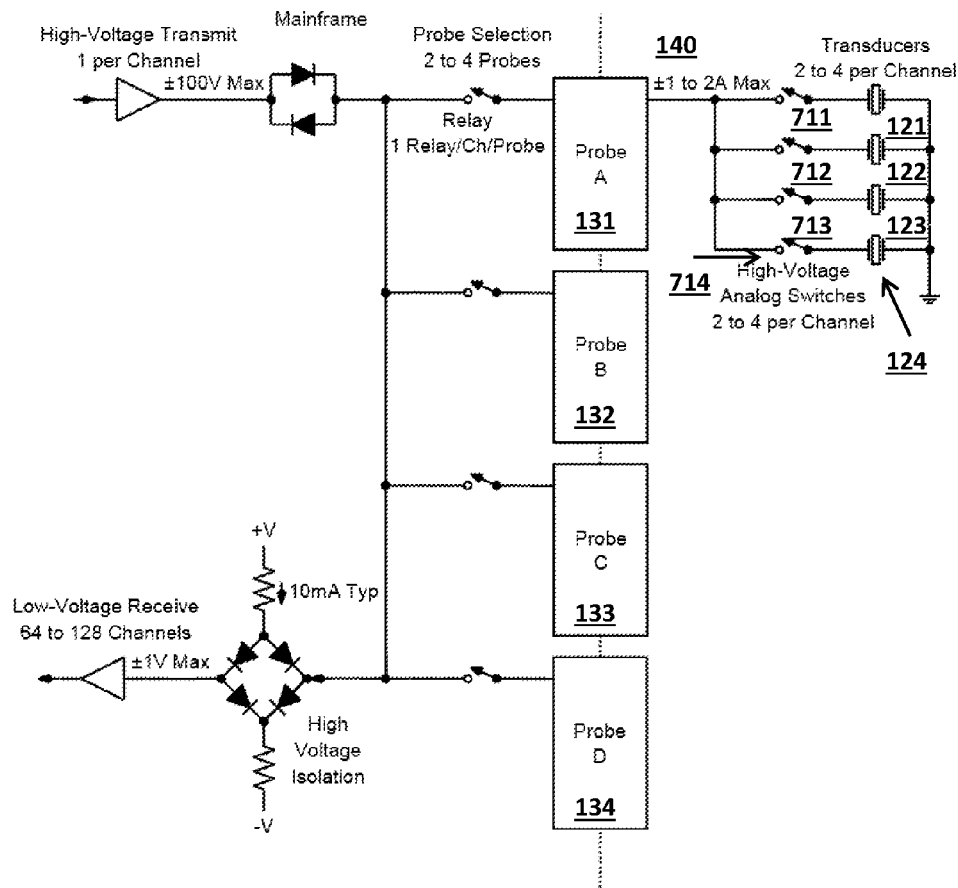 Mainframe
High-Voltage Transmit
1 per Channel
±100V Max
Probe Selection
2 to 4 Probes
Relay
1 Relay/Ch/Probe
140
±1 to 2A Max
Transducers
2 to 4 per Channel
711
121
712
122
713
123
714
High-Voltage
Analog Switches
2 to 4 per Channel
124
Probe
A
131
Probe
B
132
Probe
C
133
Probe
D
134
+V
10mA Typ
Low-Voltage Receive
64 to 128 Channels
±1V Max
High
Voltage
Isolation
-V